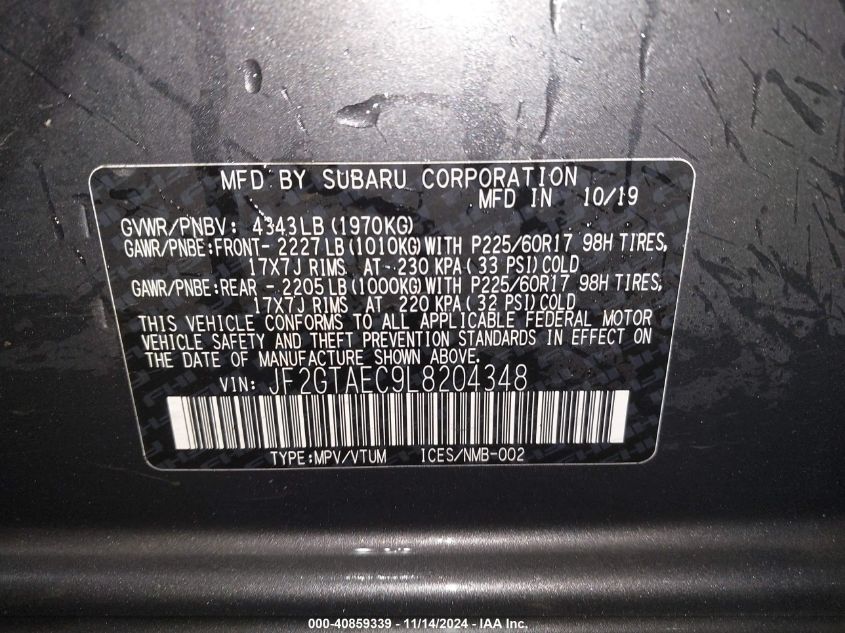 MFD BY SUBARU CORPORATION
MFD IN 10/19
GVWR/PNBV: 4343LB (1970KG)
GAWR/PNBE:FRONT- 2227LB (1010KG)WITH P225/60R17 98H TIRES,
17X7J RIMS AT 230 KPA(33 PSI)COLD
GAWR/PNBE:REAR - 2205LB (1000KG)WITH P225/60R17 98H TIRES,
17X7J RIMS AT 220 KPA(32 PSI)COLD
THIS VEHICLE CONFORMS TO ALL APPLICABLE FEDERAL MOTOR
VEHICLE SAFETY AND THEFT PREVENTION STANDARDS IN EFFECT ON
THE DATE OF MANUFACTURE SHOWN ABOVE.
VIN: JF2GTAEC9L8204348
TYPE:MPV/VTUM ICES/NMB-002
000-40859339 - 11/14/2024 - IAA Inc.